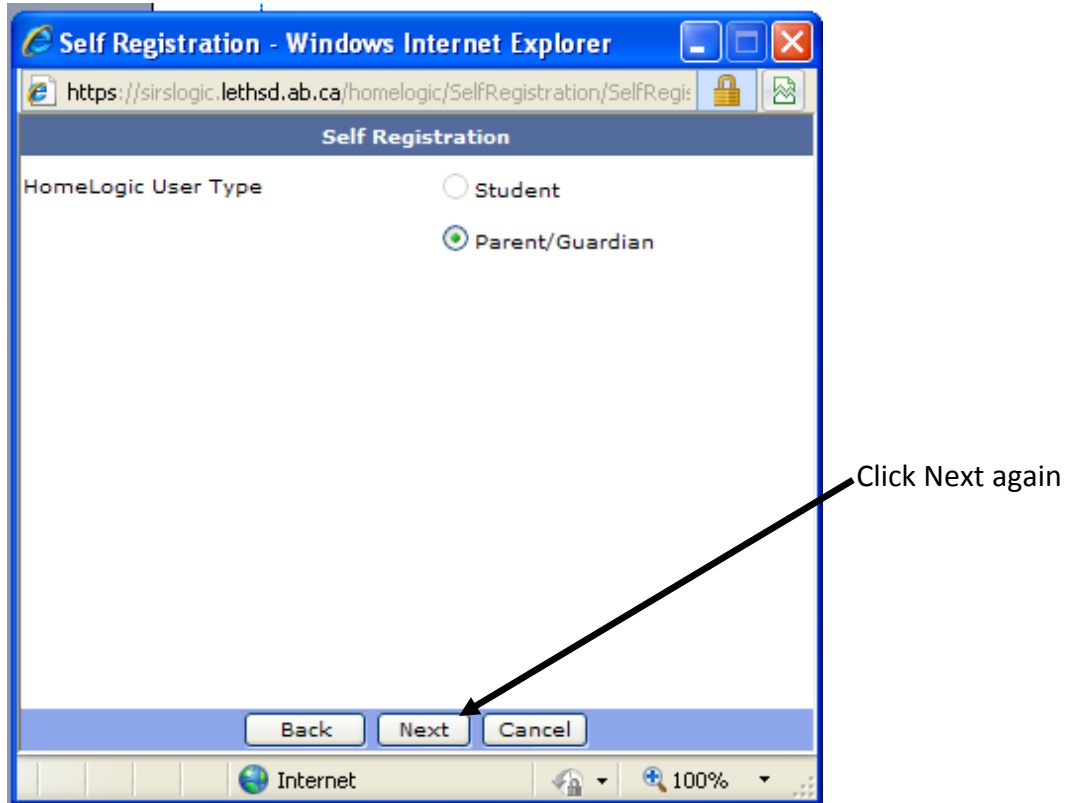 Self Registration - Windows Internet Explorer
https://sirslogic.lethsd.ab.ca/homelogic/SelfRegistration/SelfRegis
Self Registration
HomeLogic User Type
Student
Parent/Guardian
Click Next again
Back Next Cancel
Internet 100%